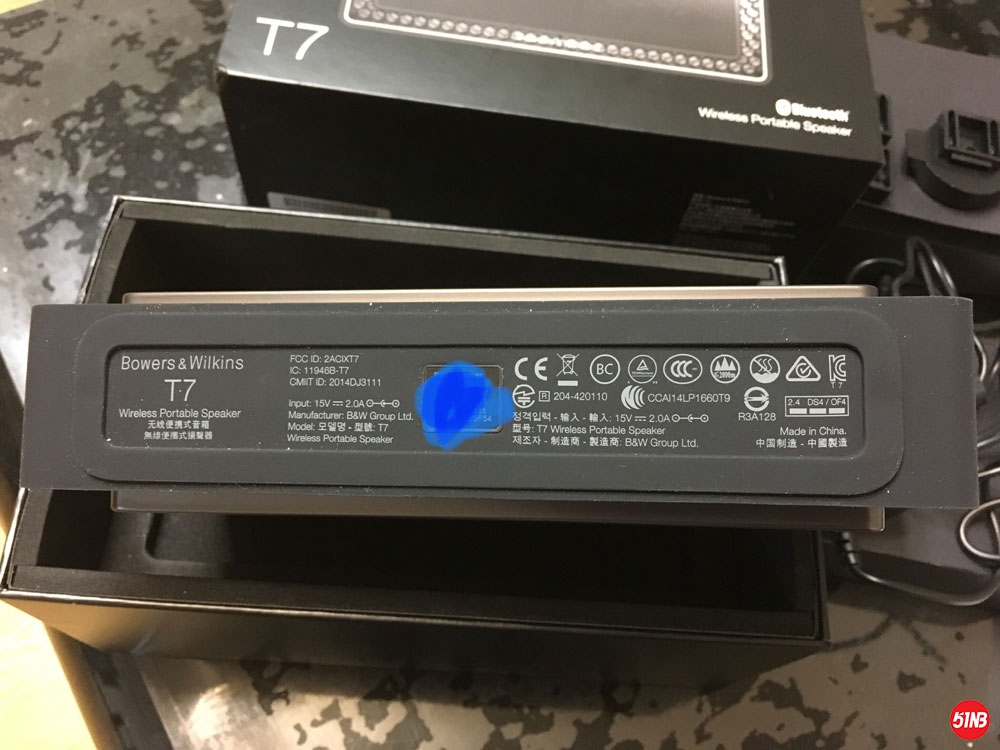 T7
Bluetooth
Wireless Portable Speaker
Bowers & Wilkins
T7
Wireless Portable Speaker
无线便携式音箱
無線便攜式揚聲器
FCC ID: 2ACIXT7
IC: 11946B-T7
CMIIT ID: 2014DJ3111
Input: 15V 2.0A
Manufacturer: B&W Group Ltd.
Model: 모델명 - 型號: T7
Wireless Portable Speaker
CE BC CCC
R 204-420110 CCAI14LP1660T9
정격입력 - 输入 - 輸入: 15V 2.0A
型号: T7 Wireless Portable Speaker
제조자 - 制造商 - 製造商: B&W Group Ltd.
R3A128
T7
2.4 DS4 / OF4
Made in China.
中国制造 - 中國製造
51NB